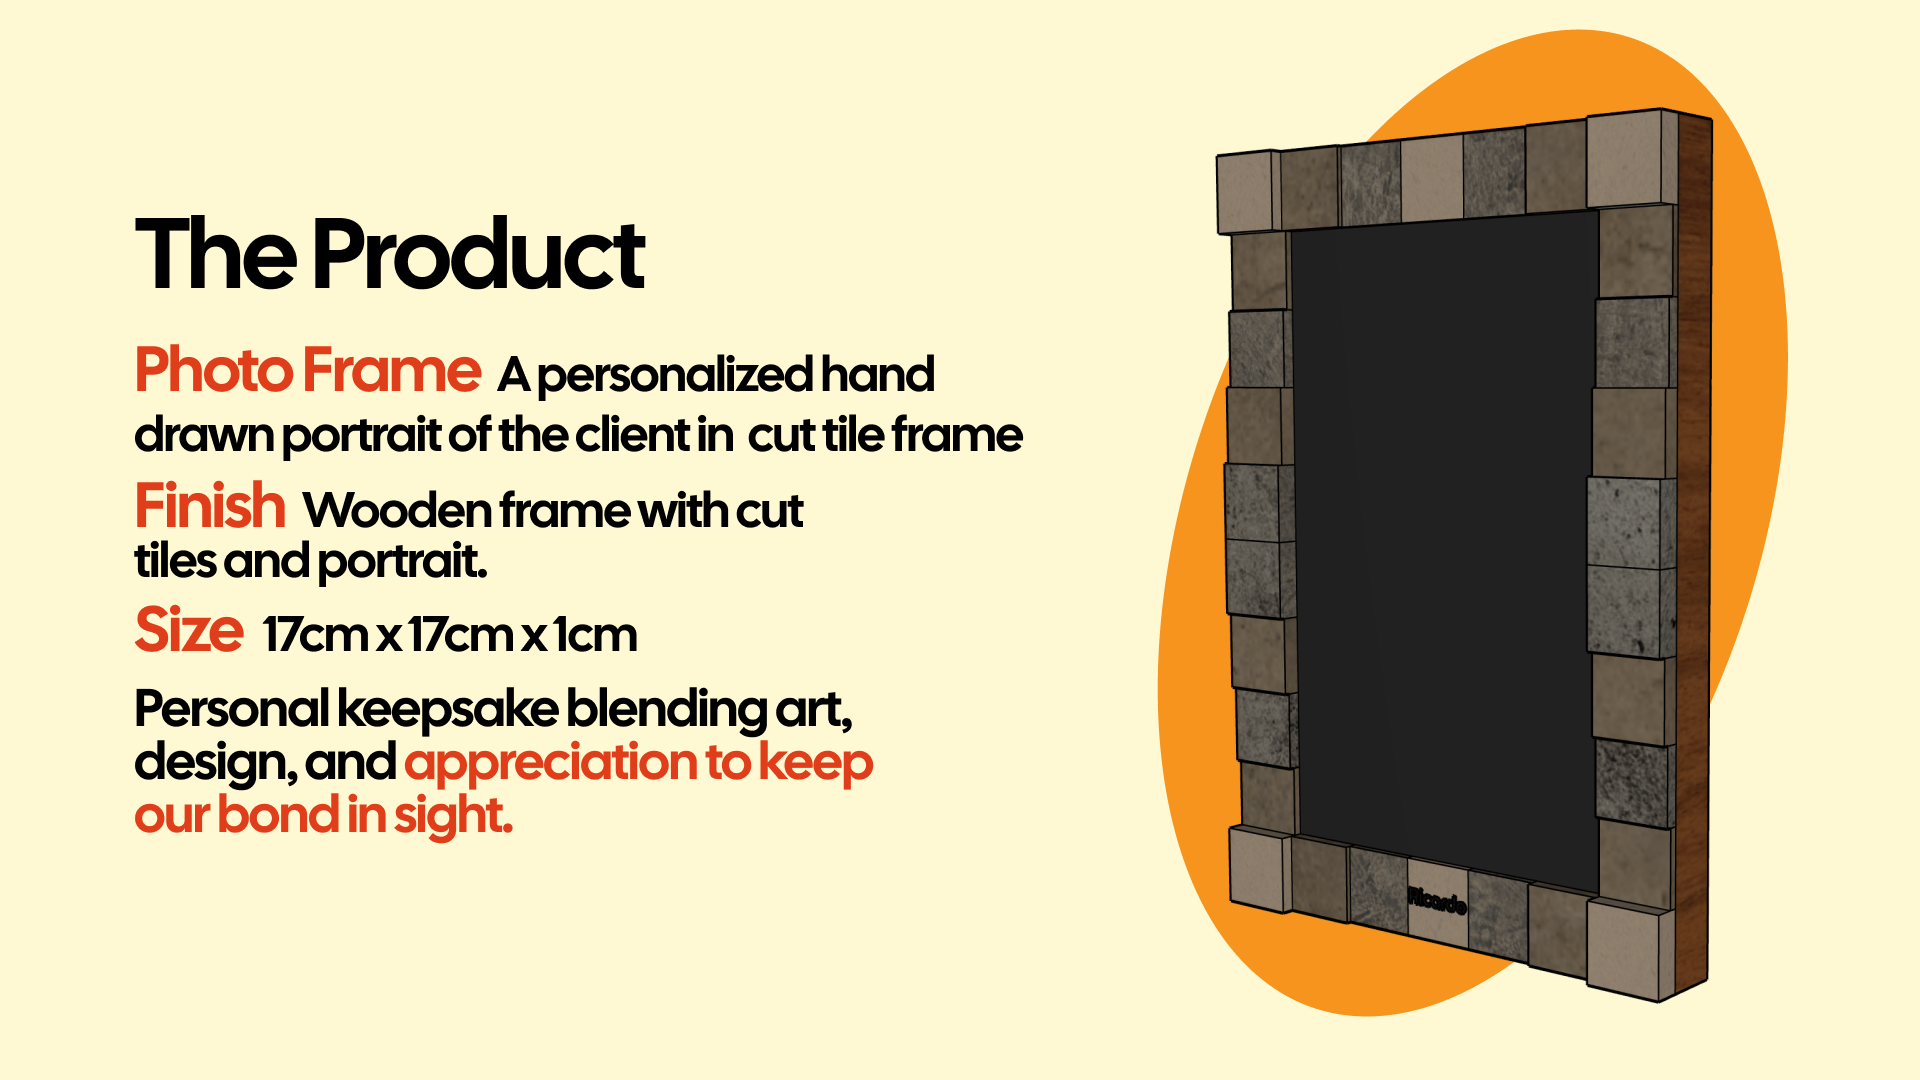 The Product
Photo Frame A personalized hand
drawn portrait of the client in cut tile frame
Finish Wooden frame with cut
tiles and portrait.
Size 17cm x 17cm x 1cm
Personal keepsake blending art,
design, and appreciation to keep
our bond in sight.
Ricardo